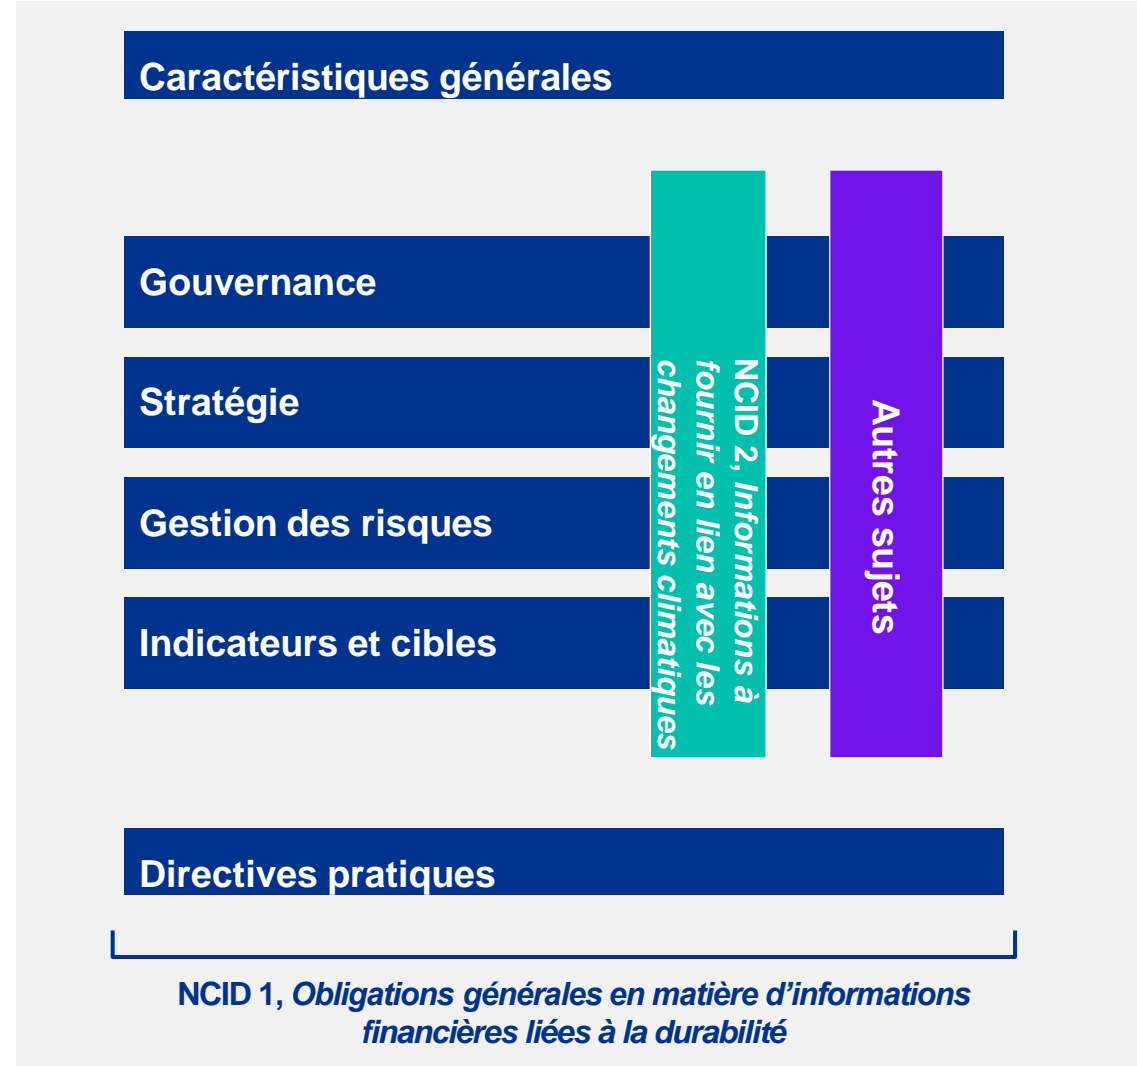 Caractéristiques générales
Gouvernance
Stratégie
Gestion des risques
Indicateurs et cibles
NCID 2, Informations à
fournir en lien avec les
changements climatiques
Autres sujets
Directives pratiques
NCID 1, Obligations générales en matière d’informations
financières liées à la durabilité